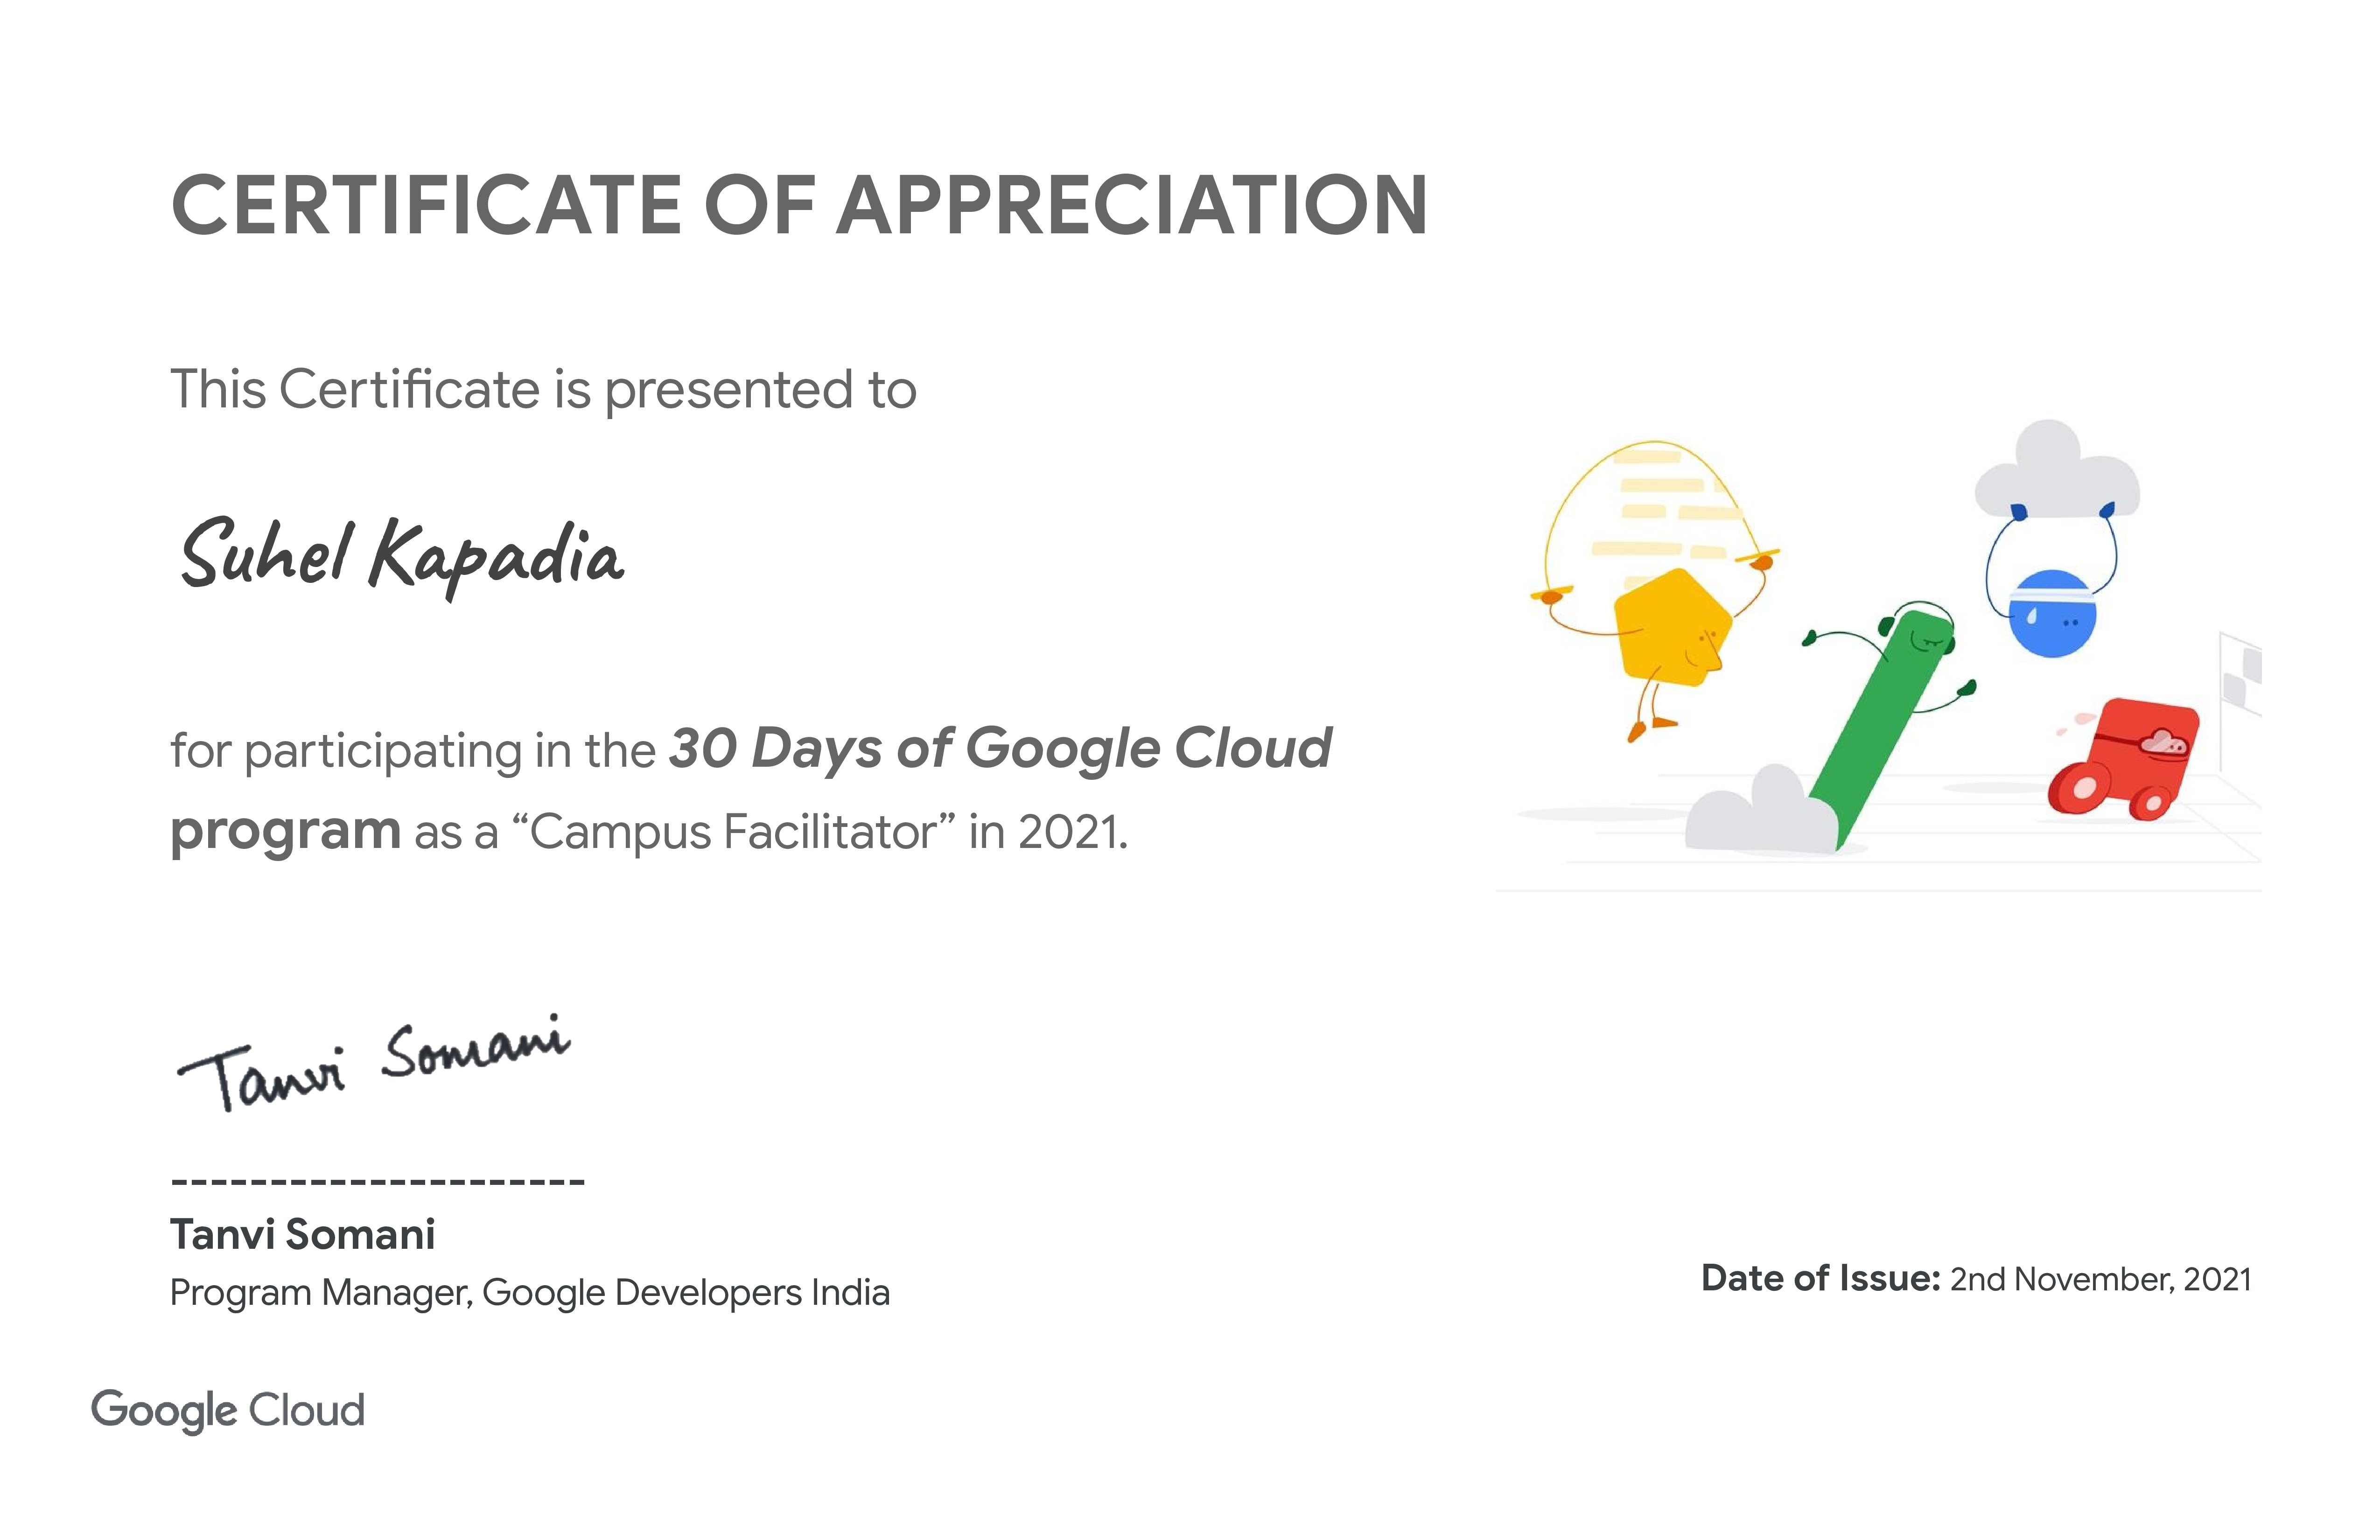 CERTIFICATE OF APPRECIATION
This Certificate is presented to
Suhel Kapadia
for participating in the 30 Days of Google Cloud
program as a “Campus Facilitator” in 2021.
Tanvi Somani
----------------------
Tanvi Somani
Program Manager, Google Developers India
Date of Issue: 2nd November, 2021
Google Cloud